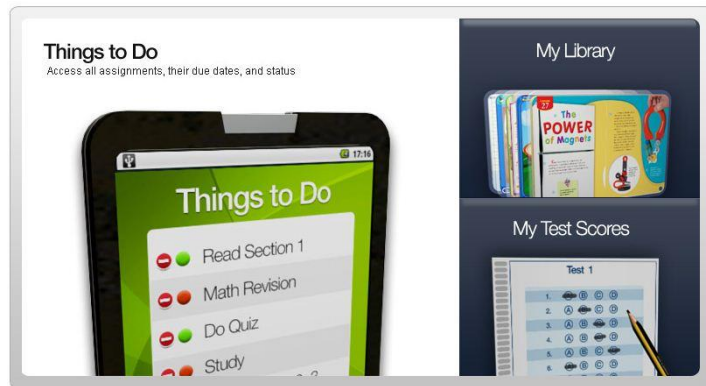 Things to Do
Access all assignments, their due dates, and status
17:16
Things to Do
Read Section 1
Math Revision
Do Quiz
Study
My Library
27
The
POWER
of Magnets
My Test Scores
Test 1
1. B C D
2. A C D
3. A B D
4. A B D
5. A B C
6. B C D